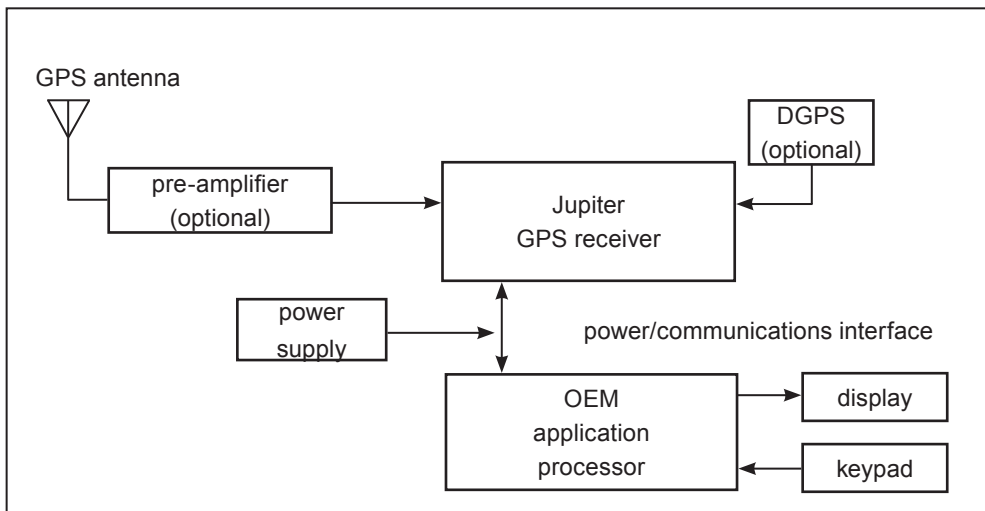 GPS antenna
DGPS
(optional)
pre-amplifier
(optional)
Jupiter
GPS receiver
power
supply
power/communications interface
OEM
application
processor
display
keypad